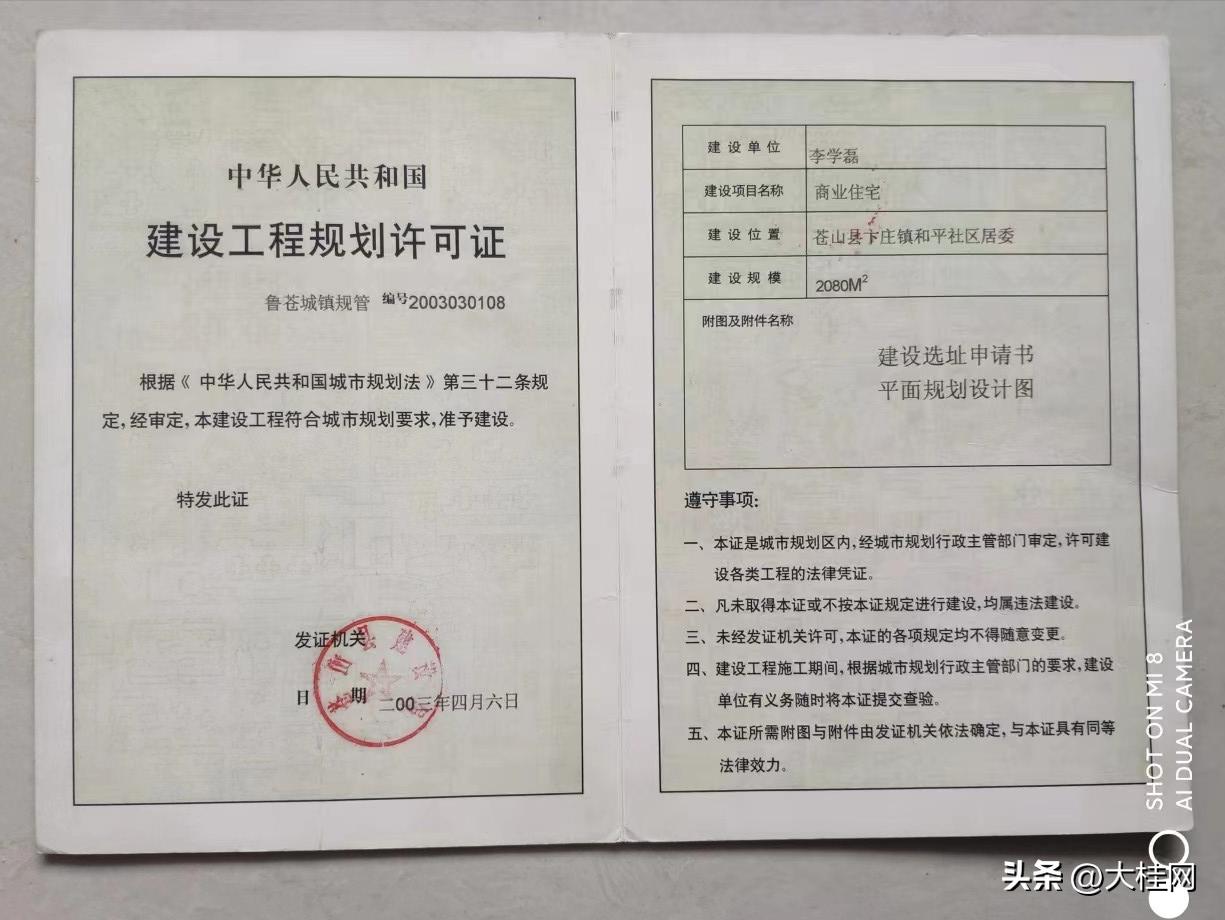 中华人民共和国
建设工程规划许可证
鲁苍城镇规管 编号2003030108
根据《 中华人民共和国城市规划法 》第三十二条规
定,经审定,本建设工程符合城市规划要求,准予建设。
特发此证
发证机关
日 期 二00三年四月六日
建设单位 李学磊
建设项目名称 商业住宅
建设位置 苍山县卞庄镇和平社区居委
建设规模 2080M²
附图及附件名称
建设选址申请书
平面规划设计图
遵守事项:
一、本证是城市规划区内,经城市规划行政主管部门审定,许可建
设各类工程的法律凭证。
二、凡未取得本证或不按本证规定进行建设,均属违法建设。
三、未经发证机关许可,本证的各项规定均不得随意变更。
四、建设工程施工期间,根据城市规划行政主管部门的要求,建设
单位有义务随时将本证提交查验。
五、本证所需附图与附件由发证机关依法确定,与本证具有同等
法律效力。
SHOT ON MI 8
AI DUAL CAMERA
头条 @大桂网